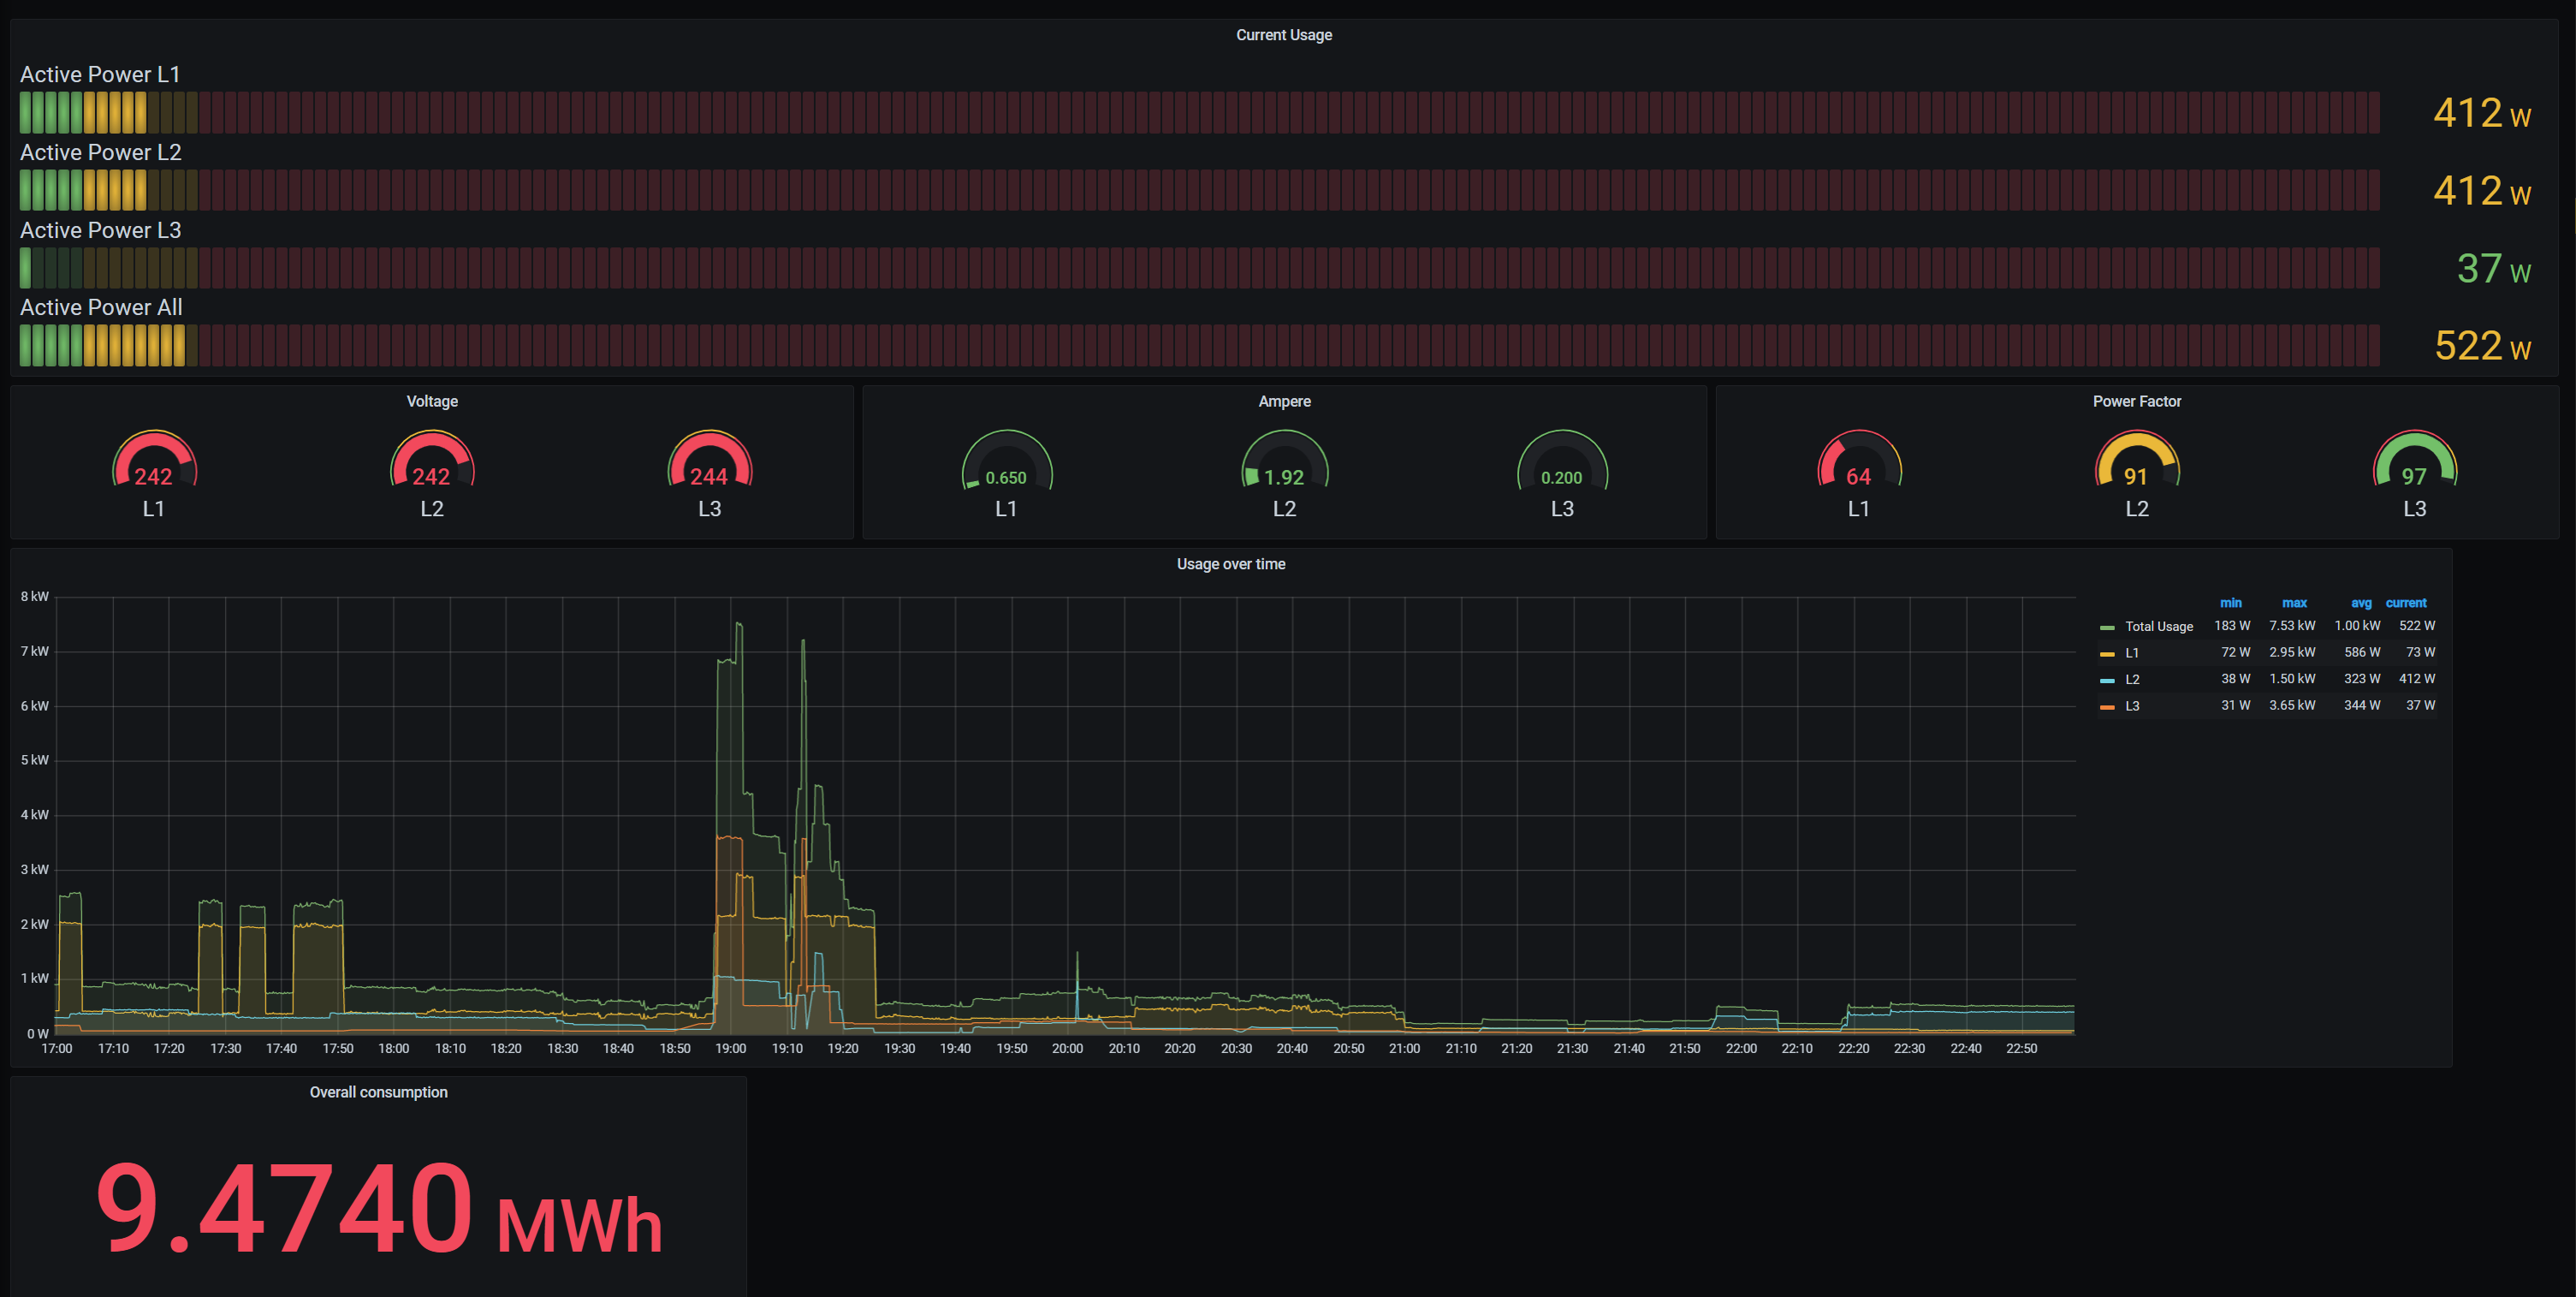 Current Usage
Active Power L1
412 W
Active Power L2
412 W
Active Power L3
37 W
Active Power All
522 W
Voltage
242
L1
242
L2
244
L3
Ampere
0.650
L1
1.92
L2
0.200
L3
Power Factor
64
L1
91
L2
97
L3
Usage over time
8 kW
7 kW
6 kW
5 kW
4 kW
3 kW
2 kW
1 kW
0 W
17:00 17:10 17:20 17:30 17:40 17:50 18:00 18:10 18:20 18:30 18:40 18:50 19:00 19:10 19:20 19:30 19:40 19:50 20:00 20:10 20:20 20:30 20:40 20:50 21:00 21:10 21:20 21:30 21:40 21:50 22:00 22:10 22:20 22:30 22:40 22:50
min max avg current
Total Usage 183 W 7.53 kW 1.00 kW 522 W
L1 72 W 2.95 kW 586 W 73 W
L2 38 W 1.50 kW 323 W 412 W
L3 31 W 3.65 kW 344 W 37 W
Overall consumption
9.4740 MWh